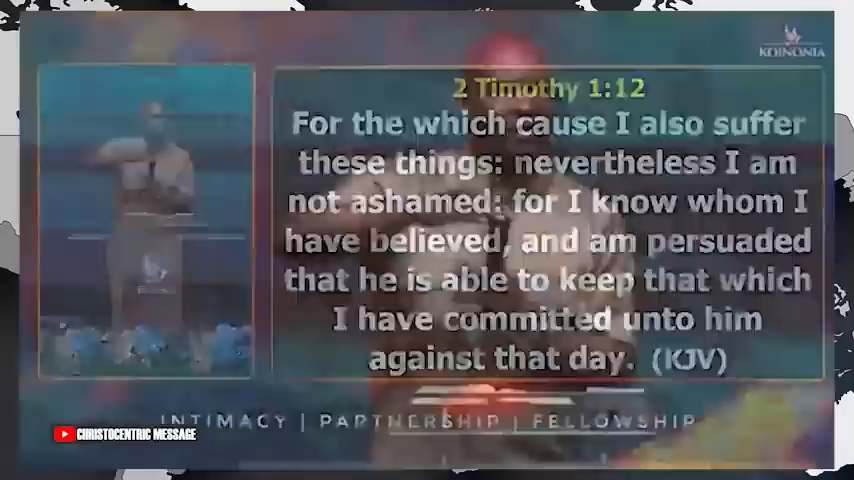 KOINONIA
2 Timothy 1:12
For the which cause I also suffer
these things: nevertheless I am
not ashamed: for I know whom I
have believed, and am persuaded
that he is able to keep that which
I have committed unto him
against that day. (KJV)
INTIMACY | PARTNERSHIP | FELLOWSHIP
CHRISTOCENTRIC MESSAGE